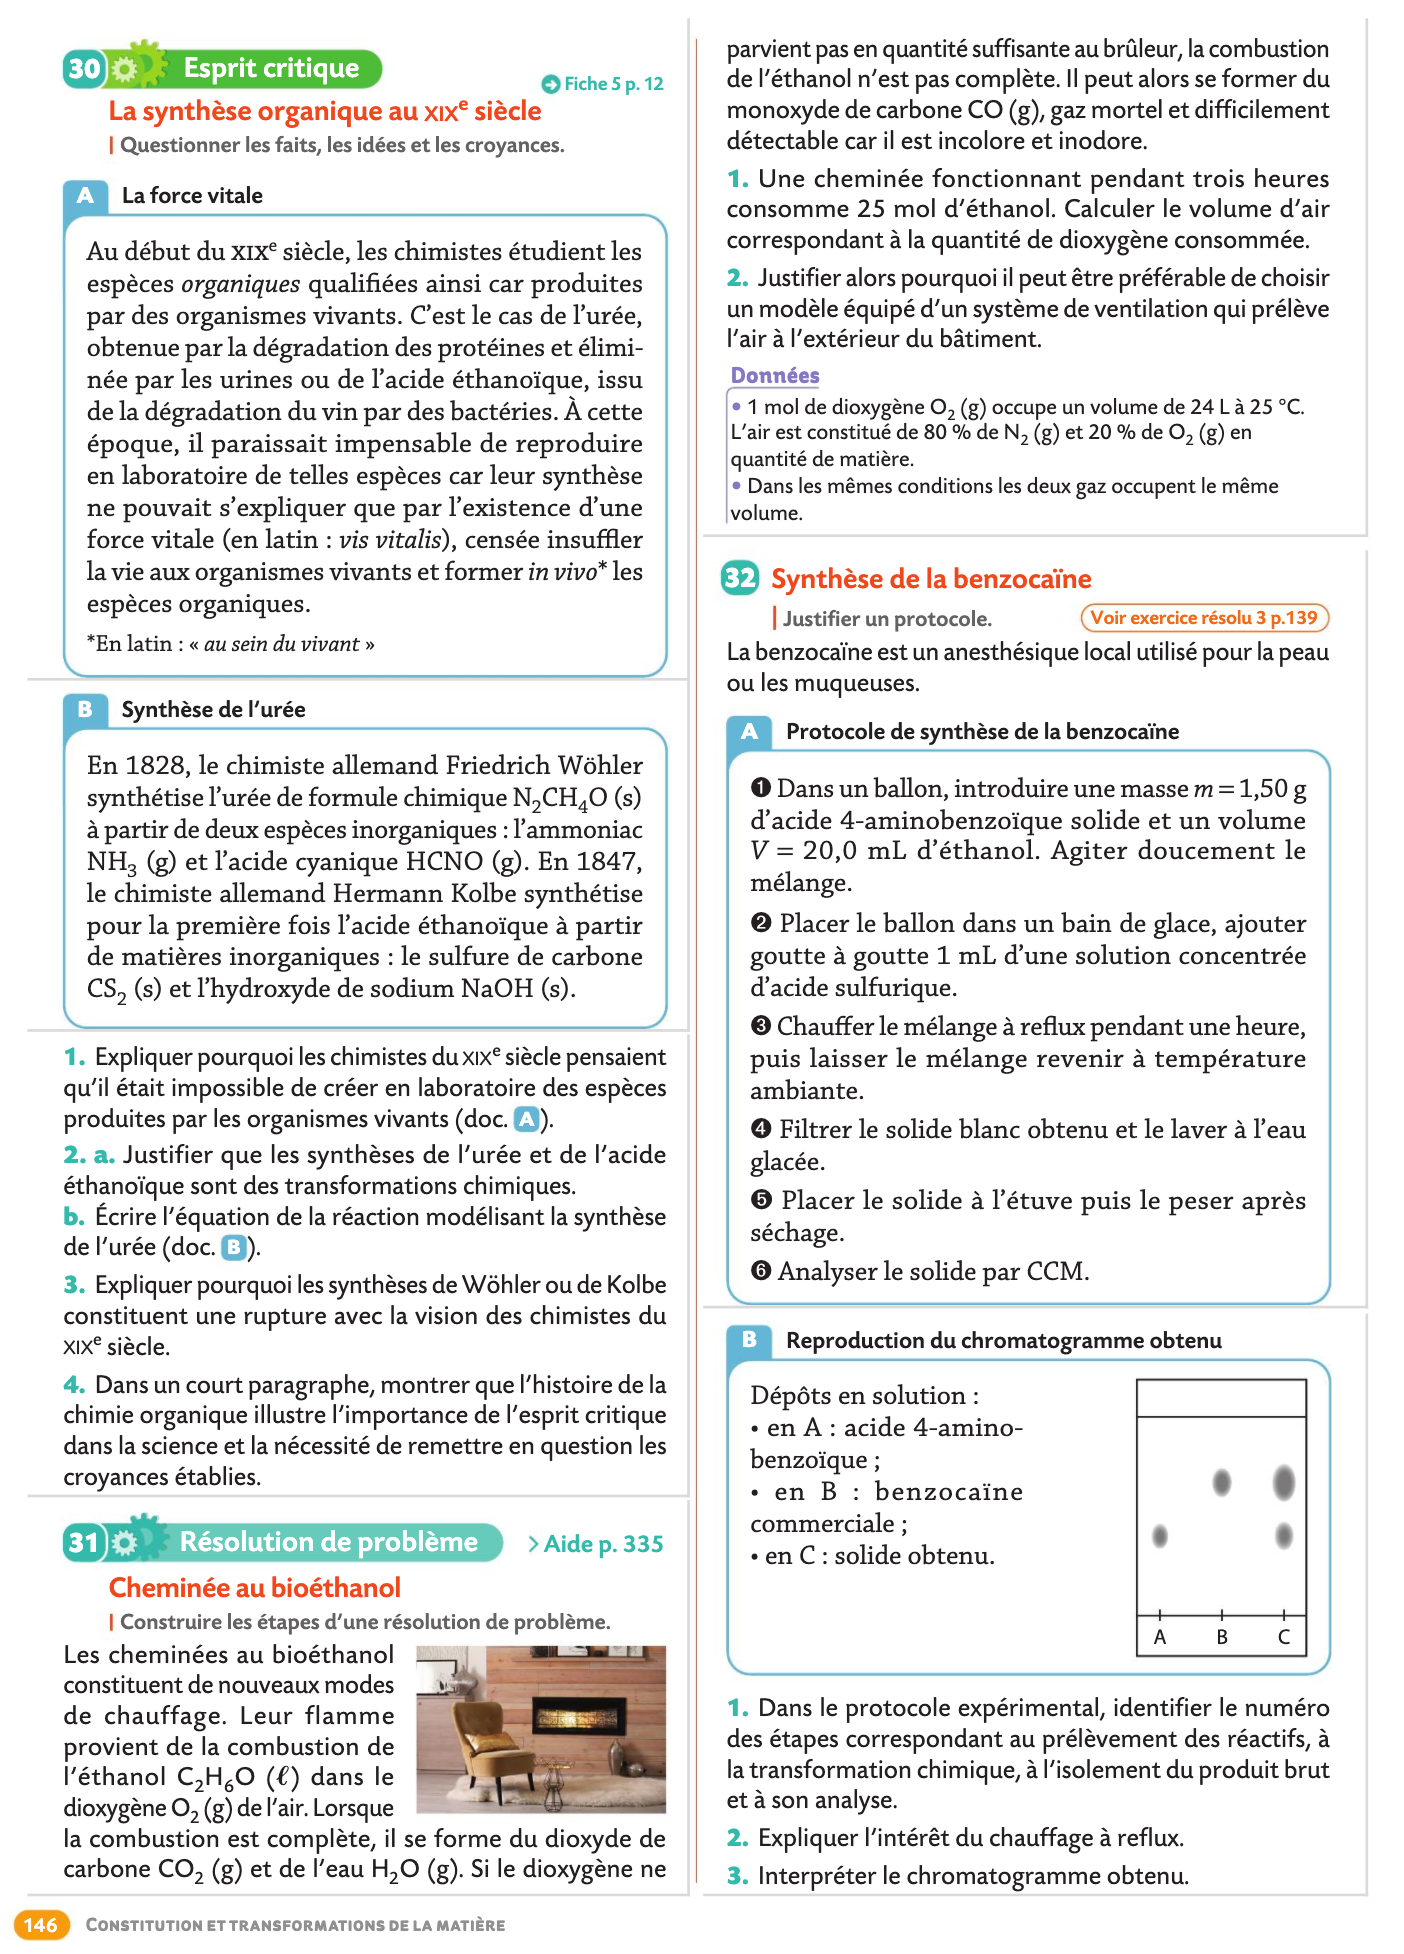 30 Esprit critique
Fiche 5 p. 12
La synthèse organique au XIXe siècle
Questionner les faits, les idées et les croyances.
A La force vitale
Au début du XIXe siècle, les chimistes étudient les
espèces organiques qualifiées ainsi car produites
par des organismes vivants. C'est le cas de l'urée,
obtenue par la dégradation des protéines et élimi-
née par les urines ou de l'acide éthanoïque, issu
de la dégradation du vin par des bactéries. À cette
époque, il paraissait impensable de reproduire
en laboratoire de telles espèces car leur synthèse
ne pouvait s'expliquer que par l'existence d'une
force vitale (en latin : vis vitalis), censée insuffler
la vie aux organismes vivants et former in vivo* les
espèces organiques.
*En latin : « au sein du vivant »
B Synthèse de l'urée
En 1828, le chimiste allemand Friedrich Wöhler
synthétise l'urée de formule chimique N2CH4O (s)
à partir de deux espèces inorganiques : l'ammoniac
NH3 (g) et l'acide cyanique HCNO (g). En 1847,
le chimiste allemand Hermann Kolbe synthétise
pour la première fois l'acide éthanoïque à partir
de matières inorganiques : le sulfure de carbone
CS2 (s) et l'hydroxyde de sodium NaOH (s).
1. Expliquer pourquoi les chimistes du XIXe siècle pensaient
qu'il était impossible de créer en laboratoire des espèces
produites par les organismes vivants (doc. A).
2. a. Justifier que les synthèses de l'urée et de l'acide
éthanoïque sont des transformations chimiques.
b. Écrire l'équation de la réaction modélisant la synthèse
de l'urée (doc. B).
3. Expliquer pourquoi les synthèses de Wöhler ou de Kolbe
constituent une rupture avec la vision des chimistes du
XIXe siècle.
4. Dans un court paragraphe, montrer que l'histoire de la
chimie organique illustre l'importance de l'esprit critique
dans la science et la nécessité de remettre en question les
croyances établies.
31 Résolution de problème
> Aide p. 335
Cheminée au bioéthanol
Construire les étapes d'une résolution de problème.
Les cheminées au bioéthanol
constituent de nouveaux modes
de chauffage. Leur flamme
provient de la combustion de
l'éthanol C2H6O (ℓ) dans le
dioxygène O2 (g) de l'air. Lorsque
la combustion est complète, il se forme du dioxyde de
carbone CO2 (g) et de l'eau H2O (g). Si le dioxygène ne
parvient pas en quantité suffisante au brûleur, la combustion
de l'éthanol n'est pas complète. Il peut alors se former du
monoxyde de carbone CO (g), gaz mortel et difficilement
détectable car il est incolore et inodore.
1. Une cheminée fonctionnant pendant trois heures
consomme 25 mol d'éthanol. Calculer le volume d'air
correspondant à la quantité de dioxygène consommée.
2. Justifier alors pourquoi il peut être préférable de choisir
un modèle équipé d'un système de ventilation qui prélève
l'air à l'extérieur du bâtiment.
Données
• 1 mol de dioxygène O2 (g) occupe un volume de 24 L à 25 °C.
L'air est constitué de 80 % de N2 (g) et 20 % de O2 (g) en
quantité de matière.
• Dans les mêmes conditions les deux gaz occupent le même
volume.
32 Synthèse de la benzocaïne
Justifier un protocole.
Voir exercice résolu 3 p.139
La benzocaïne est un anesthésique local utilisé pour la peau
ou les muqueuses.
A Protocole de synthèse de la benzocaïne
❶ Dans un ballon, introduire une masse m = 1,50 g
d'acide 4-aminobenzoïque solide et un volume
V = 20,0 mL d'éthanol. Agiter doucement le
mélange.
❷ Placer le ballon dans un bain de glace, ajouter
goutte à goutte 1 mL d'une solution concentrée
d'acide sulfurique.
❸ Chauffer le mélange à reflux pendant une heure,
puis laisser le mélange revenir à température
ambiante.
❹ Filtrer le solide blanc obtenu et le laver à l'eau
glacée.
❺ Placer le solide à l'étuve puis le peser après
séchage.
❻ Analyser le solide par CCM.
B Reproduction du chromatogramme obtenu
Dépôts en solution :
• en A : acide 4-amino-
benzoïque ;
• en B : benzocaïne
commerciale ;
• en C : solide obtenu.
A B C
1. Dans le protocole expérimental, identifier le numéro
des étapes correspondant au prélèvement des réactifs, à
la transformation chimique, à l'isolement du produit brut
et à son analyse.
2. Expliquer l'intérêt du chauffage à reflux.
3. Interpréter le chromatogramme obtenu.
146 CONSTITUTION ET TRANSFORMATIONS DE LA MATIÈRE